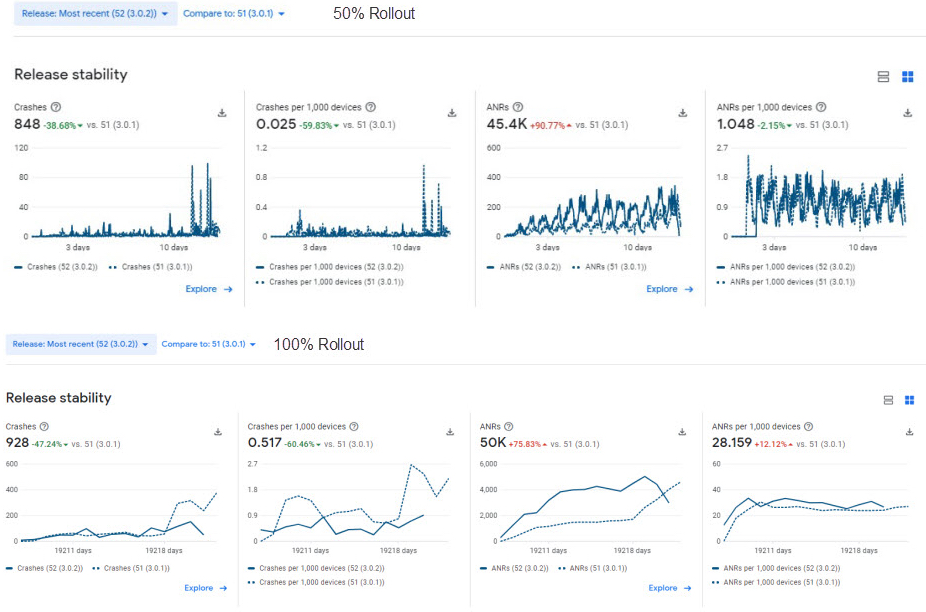 Release: Most recent (52 (3.0.2)) Compare to: 51 (3.0.1) 50% Rollout
Release stability
Crashes Crashes per 1,000 devices ANRs ANRs per 1,000 devices
848 -38.68% vs. 51 (3.0.1) 0.025 -59.83% vs. 51 (3.0.1) 45.4K +90.77% vs. 51 (3.0.1) 1.048 -2.15% vs. 51 (3.0.1)
120 1.2 600 2.7
80 0.8 400 1.8
40 0.4 200 0.9
0 0 0 0
3 days 10 days 3 days 10 days 3 days 10 days 3 days 10 days
Crashes (52 (3.0.2)) Crashes (51 (3.0.1)) Crashes per 1,000 devices (52 (3.0.2)) ANRs (52 (3.0.2)) ANRs (51 (3.0.1)) ANRs per 1,000 devices (52 (3.0.2))
Crashes per 1,000 devices (51 (3.0.1)) ANRs per 1,000 devices (51 (3.0.1))
Explore Explore
Release: Most recent (52 (3.0.2)) Compare to: 51 (3.0.1) 100% Rollout
Release stability
Crashes Crashes per 1,000 devices ANRs ANRs per 1,000 devices
928 -47.24% vs. 51 (3.0.1) 0.517 -60.46% vs. 51 (3.0.1) 50K +75.83% vs. 51 (3.0.1) 28.159 +12.12% vs. 51 (3.0.1)
600 2.7 6,000 60
400 1.8 4,000 40
200 0.9 2,000 20
0 0 0 0
19211 days 19218 days 19211 days 19218 days 19211 days 19218 days 19211 days 19218 days
Crashes (52 (3.0.2)) Crashes (51 (3.0.1)) Crashes per 1,000 devices (52 (3.0.2)) ANRs (52 (3.0.2)) ANRs (51 (3.0.1)) ANRs per 1,000 devices (52 (3.0.2))
Crashes per 1,000 devices (51 (3.0.1)) ANRs per 1,000 devices (51 (3.0.1))
Explore Explore